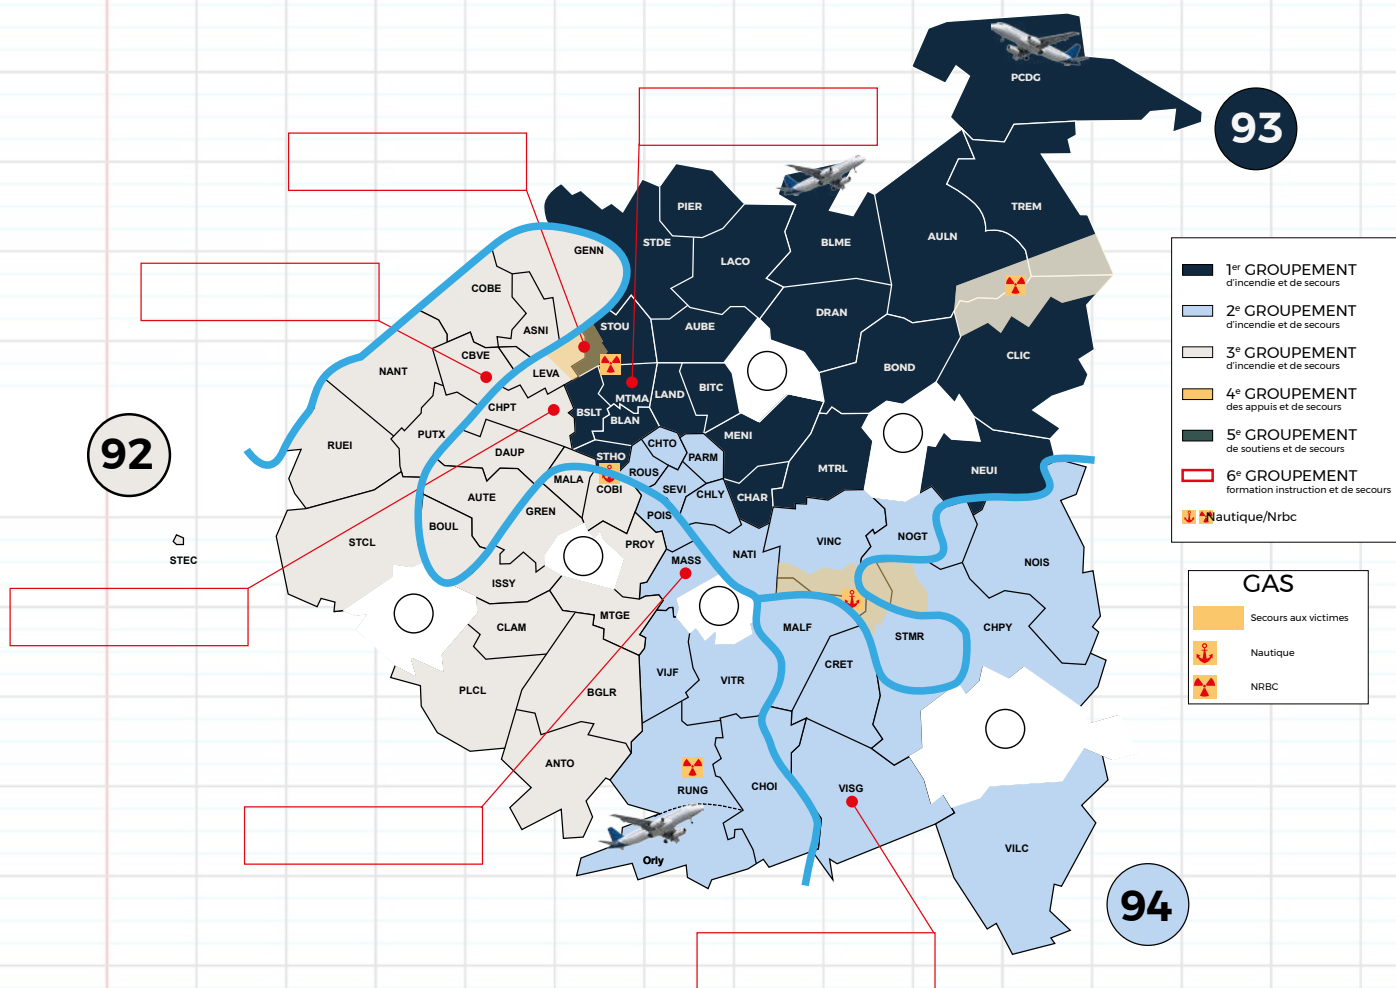 PCDG
93
PIER
TREM
STDE
BLME
AULN
GENN
LACO
COBE
ASNI
STOU
AUBE
DRAN
CBVE
NANT
LEVA
BOND
CLIC
MTMA
LAND
BITC
CHPT
BSLT
BLAN
PUTX
MENI
RUEI
DAUP
CHTO
PARM
92
STHO
ROUS
MTRL
NEUI
MALA
COBI
SEVI
CHLY
CHAR
AUTE
GREN
POIS
BOUL
STCL
PROY
NATI
VINC
NOGT
STEC
MASS
NOIS
ISSY
CLAM
MTGE
MALF
STMR
CHPY
CRET
VIJF
VITR
PLCL
BGLR
ANTO
RUNG
CHOI
VISG
Orly
VILC
94
1er GROUPEMENT
d'incendie et de secours
2e GROUPEMENT
d'incendie et de secours
3e GROUPEMENT
d'incendie et de secours
4e GROUPEMENT
des appuis et de secours
5e GROUPEMENT
de soutiens et de secours
6e GROUPEMENT
formation instruction et de secours
Nautique/Nrbc
GAS
Secours aux victimes
Nautique
NRBC